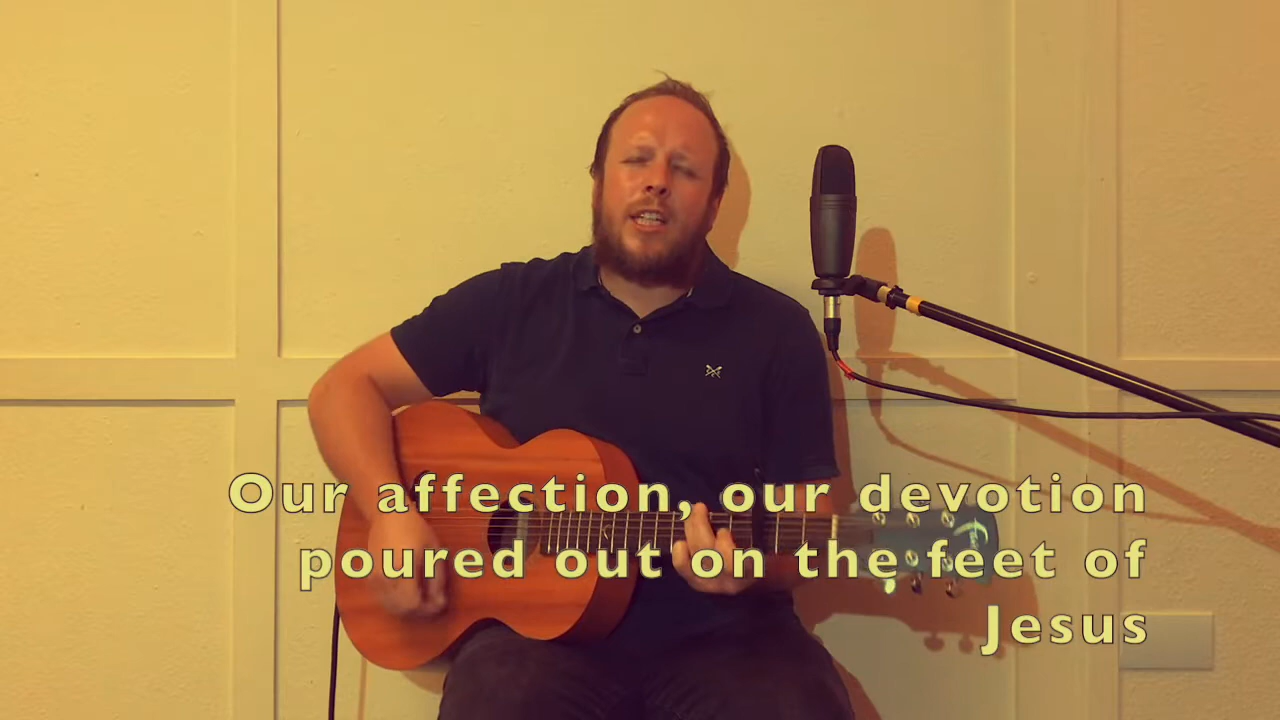 Our affection, our devotion
poured out on the feet of
Jesus